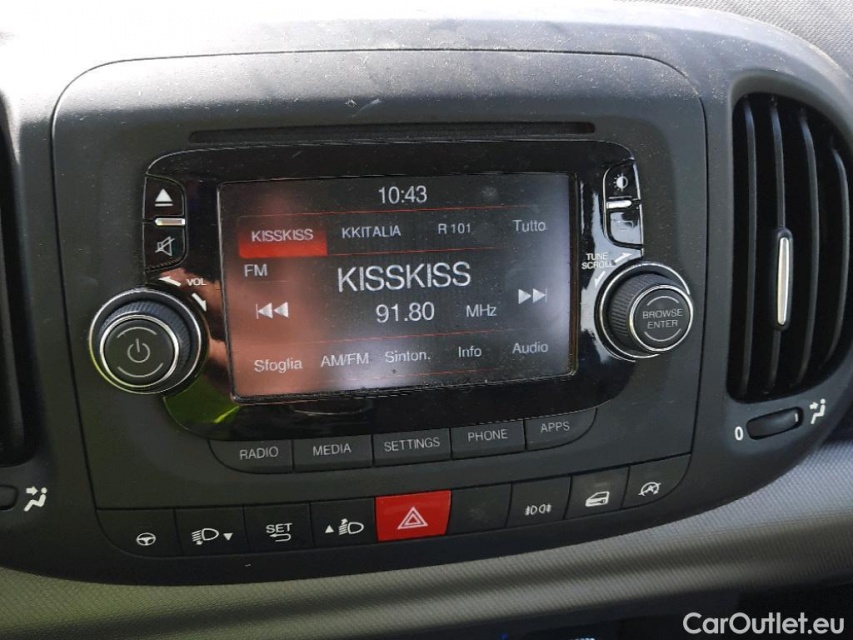 10:43
KISSKISS KKITALIA R 101 Tutto
FM
KISSKISS
91.80 MHz
Sfoglia AM/FM Sinton. Info Audio
VOL
TUNE
SCROLL
BROWSE
ENTER
RADIO MEDIA SETTINGS PHONE APPS
SET
0
CarOutlet.eu